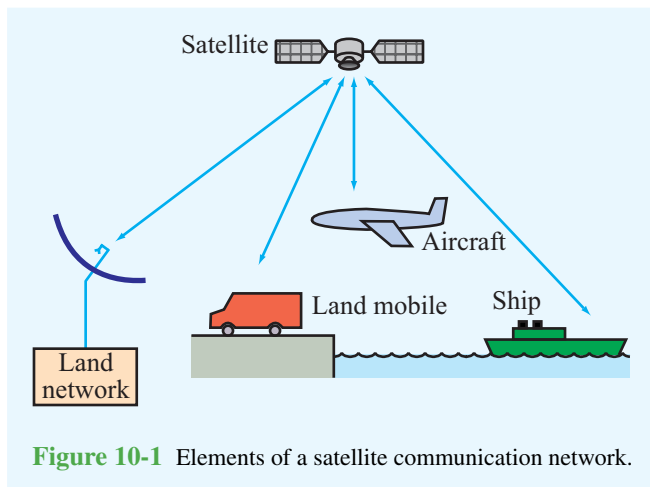 Satellite
Aircraft
Land mobile
Ship
Land
network
Figure 10-1 Elements of a satellite communication network.